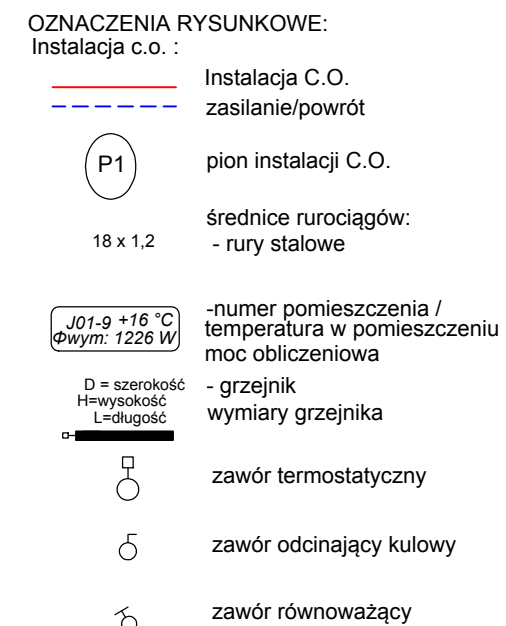 OZNACZENIA RYSUNKOWE:
Instalacja c.o. :
Instalacja C.O.
zasilanie/powrót
P1
pion instalacji C.O.
średnice rurociągów:
18 x 1,2
- rury stalowe
J01-9 +16 °C
Φwym: 1226 W
-numer pomieszczenia /
temperatura w pomieszczeniu
moc obliczeniowa
D = szerokość
H=wysokość
L=długość
- grzejnik
wymiary grzejnika
zawór termostatyczny
zawór odcinający kulowy
zawór równoważący